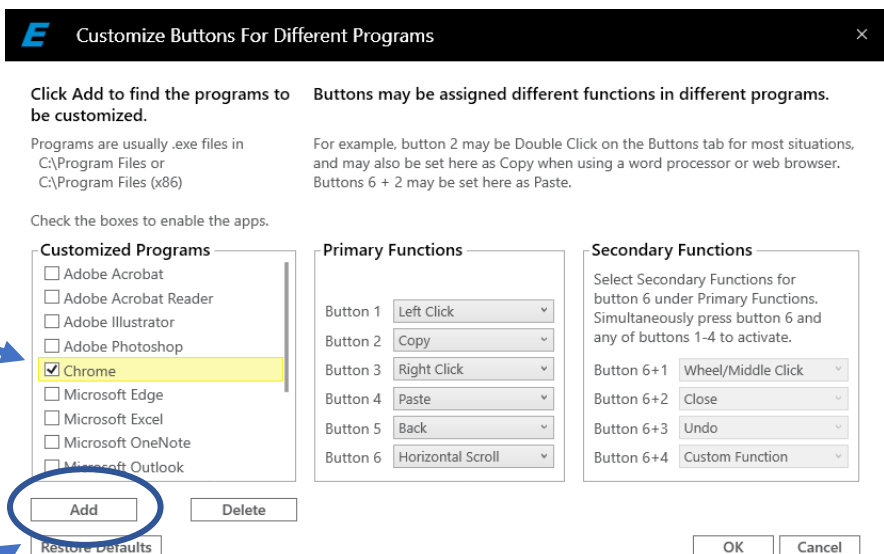 E Customize Buttons For Different Programs ×
Click Add to find the programs to
be customized.
Programs are usually .exe files in
C:\Program Files or
C:\Program Files (x86)
Check the boxes to enable the apps.
Buttons may be assigned different functions in different programs.
For example, button 2 may be Double Click on the Buttons tab for most situations,
and may also be set here as Copy when using a word processor or web browser.
Buttons 6 + 2 may be set here as Paste.
Customized Programs
Adobe Acrobat
Adobe Acrobat Reader
Adobe Illustrator
Adobe Photoshop
Chrome
Microsoft Edge
Microsoft Excel
Microsoft OneNote
Microsoft Outlook
Primary Functions
Button 1 Left Click
Button 2 Copy
Button 3 Right Click
Button 4 Paste
Button 5 Back
Button 6 Horizontal Scroll
Secondary Functions
Select Secondary Functions for
button 6 under Primary Functions.
Simultaneously press button 6 and
any of buttons 1-4 to activate.
Button 6+1 Wheel/Middle Click
Button 6+2 Close
Button 6+3 Undo
Button 6+4 Custom Function
Add Delete
Restore Defaults OK Cancel